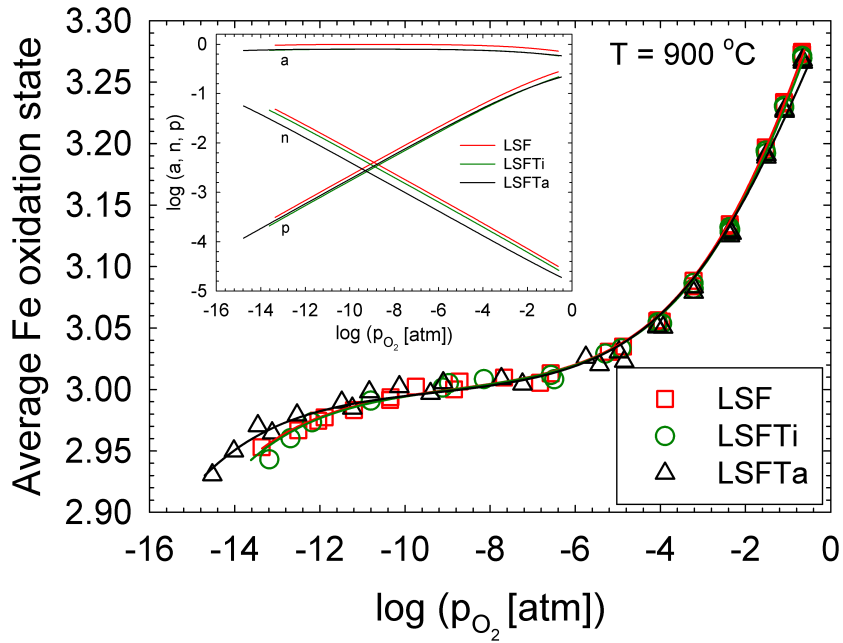 3.30
3.25
3.20
3.15
3.10
3.05
3.00
2.95
2.90
Average Fe oxidation state
T = 900 °C
0
-1
-2
-3
-4
-5
log (a, n, p)
a
n
p
LSF
LSFTi
LSFTa
-16 -14 -12 -10 -8 -6 -4 -2 0
log (pO2 [atm])
LSF
LSFTi
LSFTa
-16 -14 -12 -10 -8 -6 -4 -2 0
log (pO2 [atm])